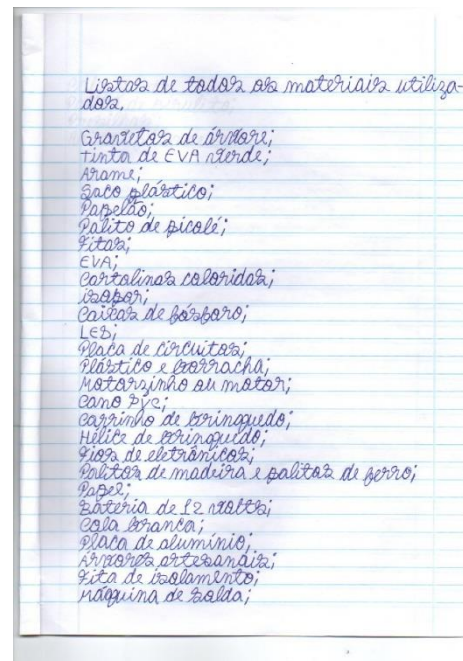 Listas de todos os materiais utiliza-
dos.
Gravetos de árvore;
Tinta de EVA verde;
Arame;
Saco plástico;
Papelão;
Palito de picolé;
Fitas;
EVA;
Cartolinas coloridas;
isopor;
Caixas de fósforo;
LED;
Placa de circuitos;
Plástico e borracha;
Motorzinho ou motor;
Cano PVC;
carrinho de brinquedo;
Hélice de brinquedo;
Fios de eletrônicos;
Palitos de madeira e palitos de ferro;
Papel;
Bateria de 12 volts;
Cola branca;
Placa de alumínio;
Árvores artesanais;
Fita de isolamento;
Máquina de solda;